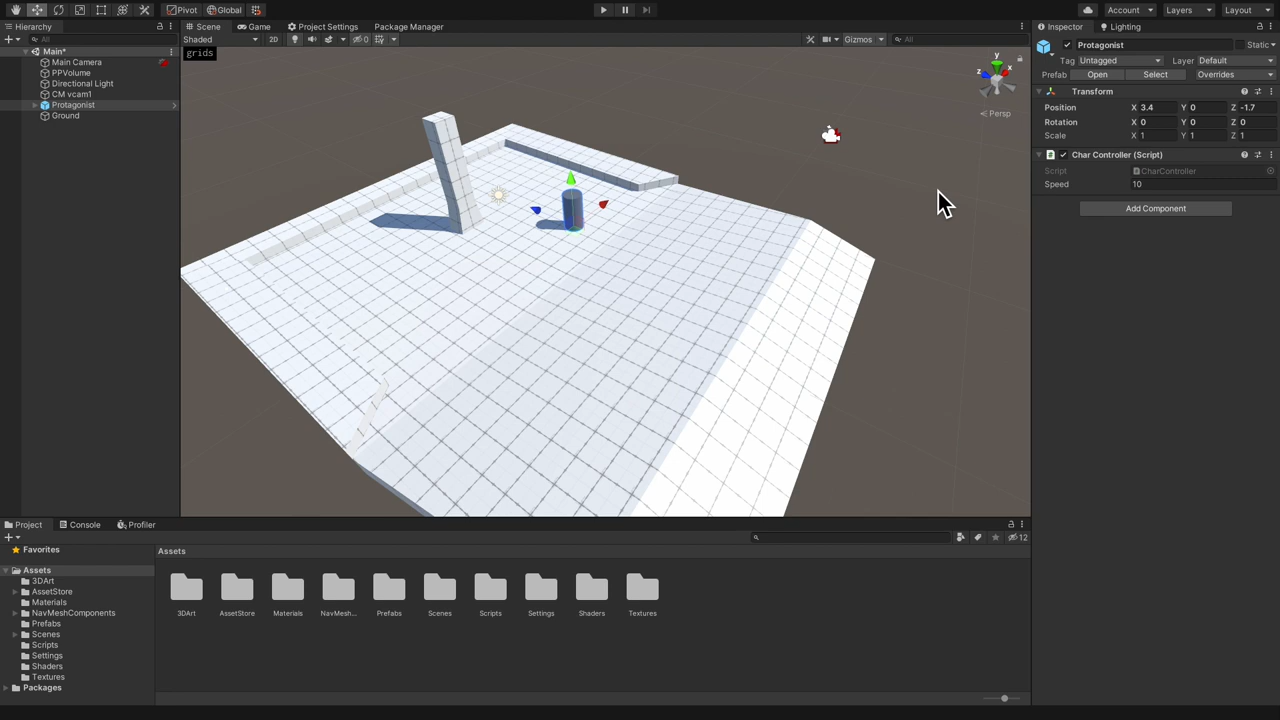 Pivot Global Account Layers Layout
Hierarchy Scene Game Project Settings Package Manager Inspector Lighting
All Shaded 2D 0 Gizmos All
Main*
Main Camera
PPVolume
Directional Light
CM vcam1
Protagonist
Ground
grids
y
x
z
Persp
Protagonist Static
Tag Untagged Layer Default
Prefab Open Select Overrides
Transform
Position X 3.4 Y 0 Z -1.7
Rotation X 0 Y 0 Z 0
Scale X 1 Y 1 Z 1
Char Controller (Script)
Script CharController
Speed 10
Add Component
Project Console Profiler
12
Favorites
Assets
3DArt
AssetStore
Materials
NavMeshComponents
Prefabs
Scenes
Scripts
Settings
Shaders
Textures
Packages
Assets
3DArt AssetStore Materials NavMesh... Prefabs Scenes Scripts Settings Shaders Textures